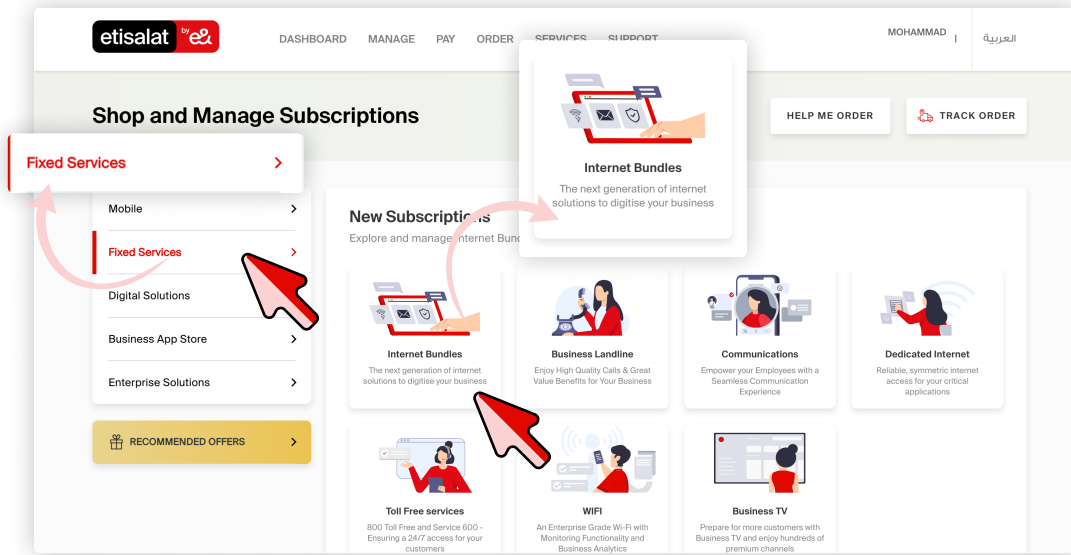 etisalat by e&
DASHBOARD MANAGE PAY ORDER SERVICES SUPPORT
MOHAMMAD |
العربية
Shop and Manage Subscriptions
HELP ME ORDER
TRACK ORDER
Fixed Services
Mobile
Fixed Services
Digital Solutions
Business App Store
Enterprise Solutions
RECOMMENDED OFFERS
Internet Bundles
The next generation of internet
solutions to digitise your business
New Subscriptions
Explore and manage Internet
Internet Bundles
The next generation of internet
solutions to digitise your business
Business Landline
Enjoy High Quality Calls & Great
Value Benefits for Your Business
Communications
Empower your Employees with a
Seamless Communication
Experience
Dedicated Internet
Reliable, symmetric internet
access for your critical
applications
Toll Free services
800 Toll Free and Service 600 -
Ensuring a 24/7 access for your
customers
WIFI
An Enterprise Grade Wi-Fi with
Monitoring Functionality and
Business Analytics
Business TV
Prepare for more customers with
Business TV and enjoy hundreds of
premium channels